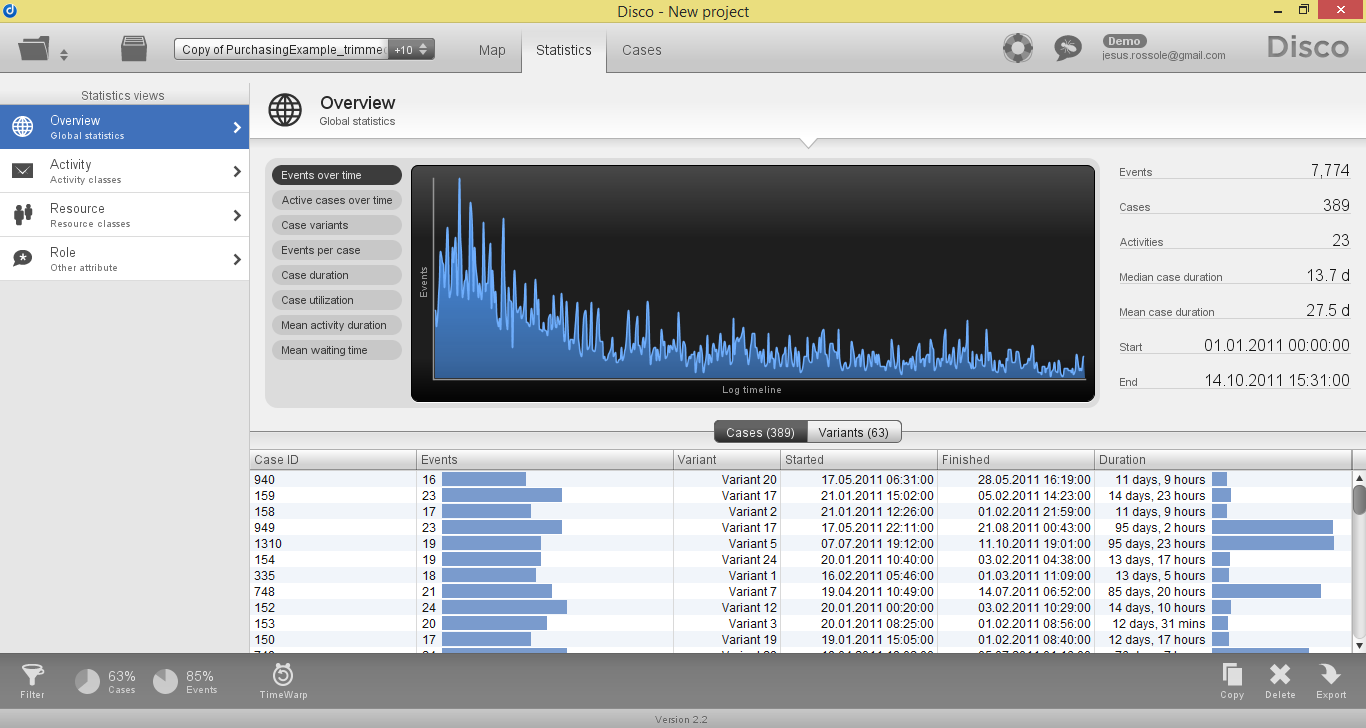 Disco - New project
Copy of PurchasingExample_trimme
+10
Map
Statistics
Cases
Demo
jesus.rossole@gmail.com
Disco
Statistics views
Overview
Global statistics
Activity
Activity classes
Resource
Resource classes
Role
Other attribute
Overview
Global statistics
Events over time
Active cases over time
Case variants
Events per case
Case duration
Case utilization
Mean activity duration
Mean waiting time
Events
Log timeline
Events 7,774
Cases 389
Activities 23
Median case duration 13.7 d
Mean case duration 27.5 d
Start 01.01.2011 00:00:00
End 14.10.2011 15:31:00
Cases (389) Variants (63)
Case ID Events Variant Started Finished Duration
940 16 Variant 20 17.05.2011 06:31:00 28.05.2011 16:19:00 11 days, 9 hours
159 23 Variant 17 21.01.2011 15:02:00 05.02.2011 14:23:00 14 days, 23 hours
158 17 Variant 2 21.01.2011 12:26:00 01.02.2011 21:59:00 11 days, 9 hours
949 23 Variant 17 17.05.2011 22:11:00 21.08.2011 00:43:00 95 days, 2 hours
1310 19 Variant 5 07.07.2011 19:12:00 11.10.2011 19:01:00 95 days, 23 hours
154 19 Variant 24 20.01.2011 10:40:00 03.02.2011 04:38:00 13 days, 17 hours
335 18 Variant 1 16.02.2011 05:46:00 01.03.2011 11:09:00 13 days, 5 hours
748 21 Variant 7 19.04.2011 10:49:00 14.07.2011 06:52:00 85 days, 20 hours
152 24 Variant 12 20.01.2011 00:20:00 03.02.2011 10:29:00 14 days, 10 hours
153 20 Variant 3 20.01.2011 08:25:00 01.02.2011 08:56:00 12 days, 31 mins
150 17 Variant 19 19.01.2011 15:05:00 01.02.2011 08:40:00 12 days, 17 hours
Filter
63%
Cases
85%
Events
TimeWarp
Copy
Delete
Export
Version 2.2